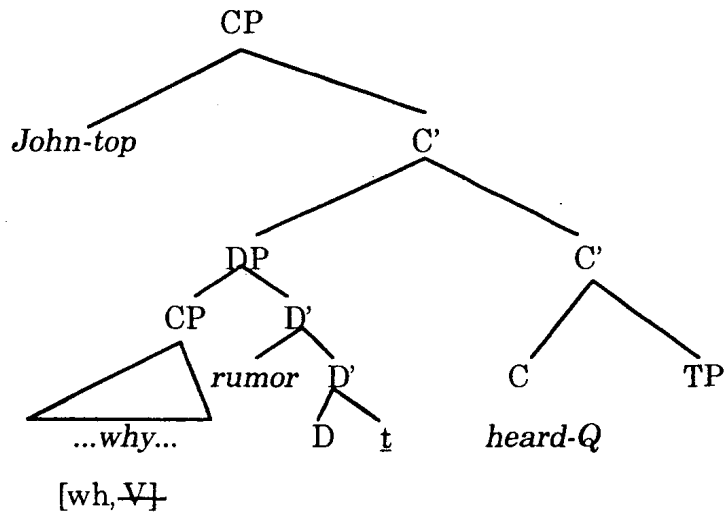 CP
John-top C'
DP C'
CP D'
rumor D' C TP
...why... D t heard-Q
[wh, V]